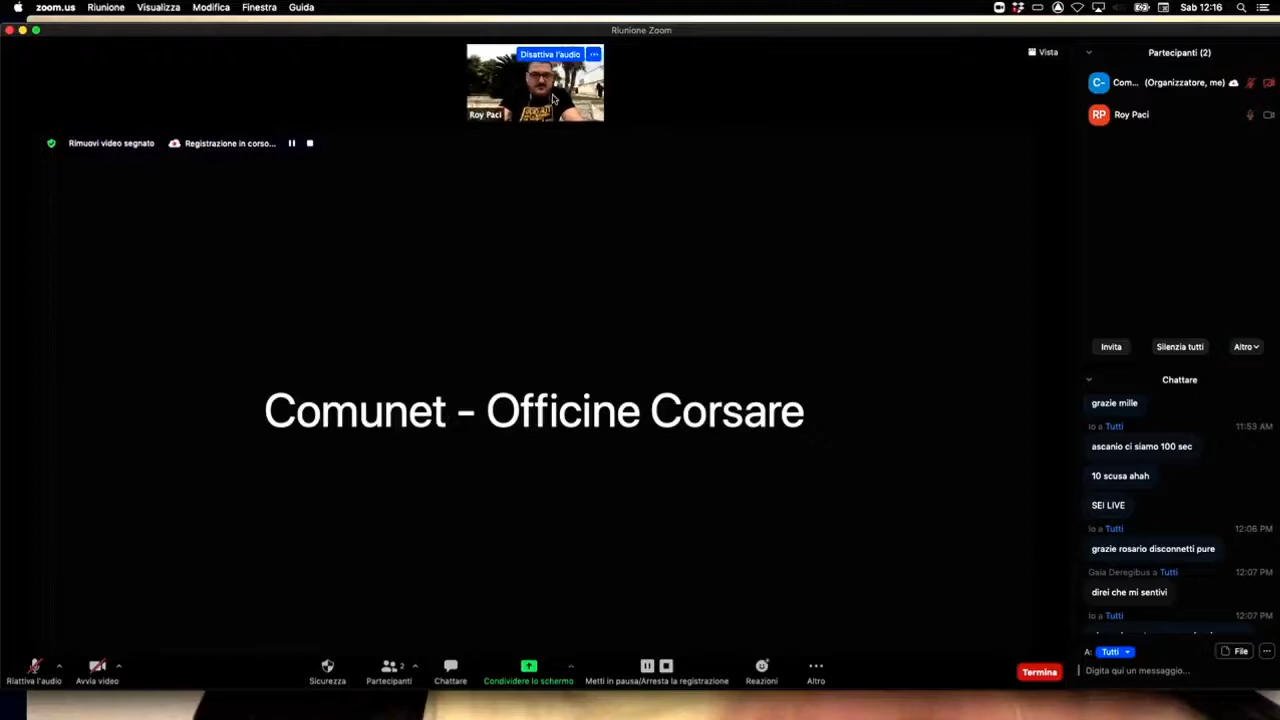 zoom.us Riunione Visualizza Modifica Finestra Guida
Sab 12:16
Riunione Zoom
Disattiva l'audio
Roy Paci
Vista
Partecipanti (2)
C- Com... (Organizzatore, me)
RP Roy Paci
Rimuovi video segnato
Registrazione in corso...
Comunet - Officine Corsare
Invita
Silenzia tutti
Altro
Chattare
grazie mille
Io a Tutti 11:53 AM
ascanio ci siamo 100 sec
10 scusa ahah
SEI LIVE
Io a Tutti 12:06 PM
grazie rosario disconnetti pure
Gaia Deregibus a Tutti 12:07 PM
direi che mi sentivi
Io a Tutti 12:07 PM
A: Tutti
File
Digita qui un messaggio...
Riattiva l'audio
Avvia video
Sicurezza
2
Partecipanti
Chattare
Condividere lo schermo
Metti in pausa/Arresta la registrazione
Reazioni
Altro
Termina